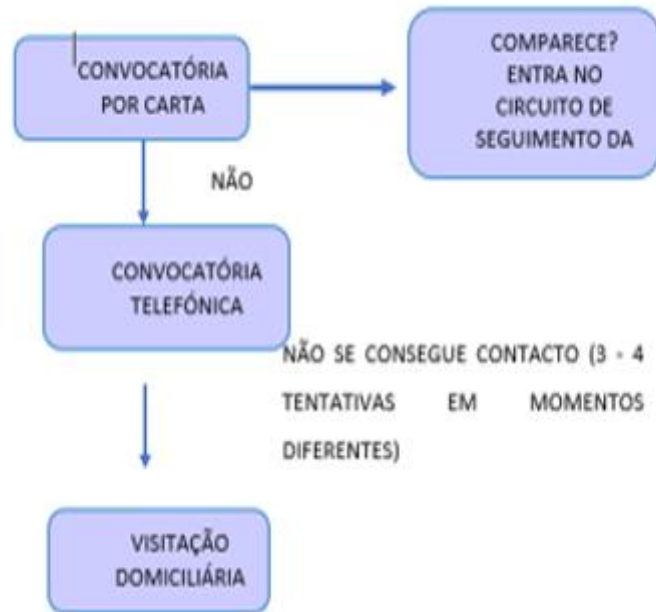 CONVOCATÓRIA
POR CARTA
COMPARECE?
ENTRA NO
CIRCUITO DE
SEGUIMENTO DA
NÃO
CONVOCATÓRIA
TELEFÓNICA
NÃO SE CONSEGUE CONTACTO (3 - 4
TENTATIVAS EM MOMENTOS
DIFERENTES)
VISITAÇÃO
DOMICILIÁRIA